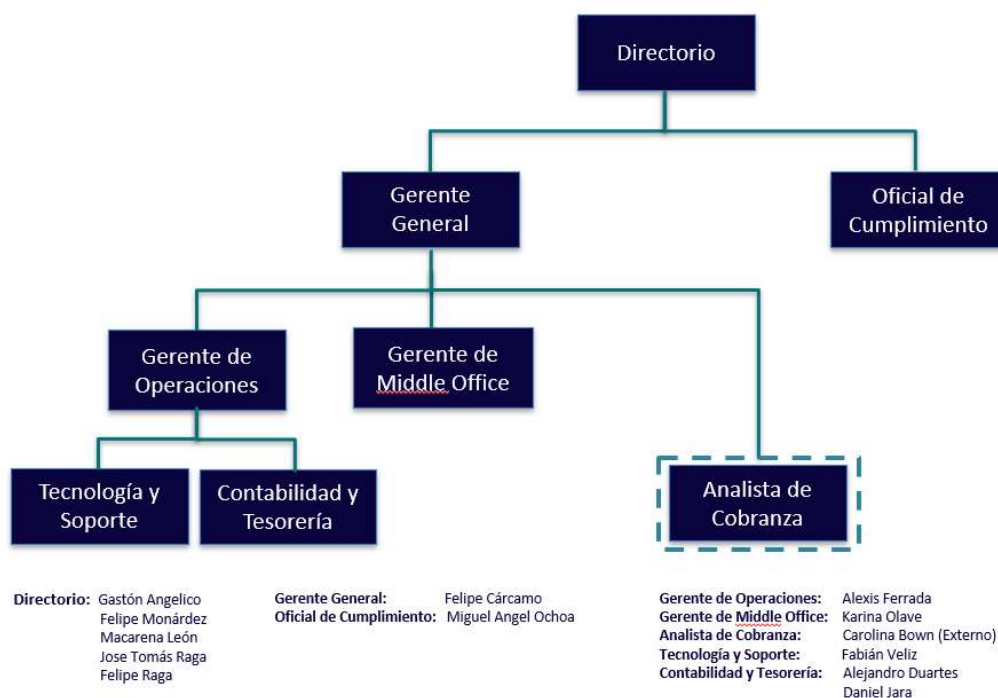 Directorio
Gerente
General
Oficial de
Cumplimiento
Gerente de
Operaciones
Gerente de
Middle Office
Tecnología y
Soporte
Contabilidad y
Tesorería
Analista de
Cobranza
Directorio: Gastón Angelico
Felipe Monárdez
Macarena León
Jose Tomás Raga
Felipe Raga
Gerente General: Felipe Cárcamo
Oficial de Cumplimiento: Miguel Angel Ochoa
Gerente de Operaciones: Alexis Ferrada
Gerente de Middle Office: Karina Olave
Analista de Cobranza: Carolina Bown (Externo)
Tecnología y Soporte: Fabián Veliz
Contabilidad y Tesorería: Alejandro Duartes
Daniel Jara